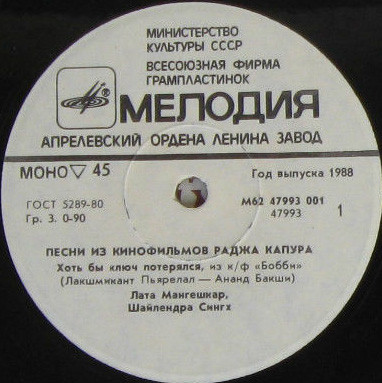 МИНИСТЕРСТВО
КУЛЬТУРЫ СССР
ВСЕСОЮЗНАЯ ФИРМА
ГРАМПЛАСТИНОК
МЕЛОДИЯ
АПРЕЛЕВСКИЙ ОРДЕНА ЛЕНИНА ЗАВОД
МОНО ▽ 45
Год выпуска 1988
ГОСТ 5289-80
Гр. 3. 0-90
М62 47993 001
47993
1
ПЕСНИ ИЗ КИНОФИЛЬМОВ РАДЖА КАПУРА
Хоть бы ключ потерялся, из к/ф «Бобби»
(Лакшмикант Пьярелал — Ананд Бакши)
Лата Мангешкар,
Шайлендра Сингх